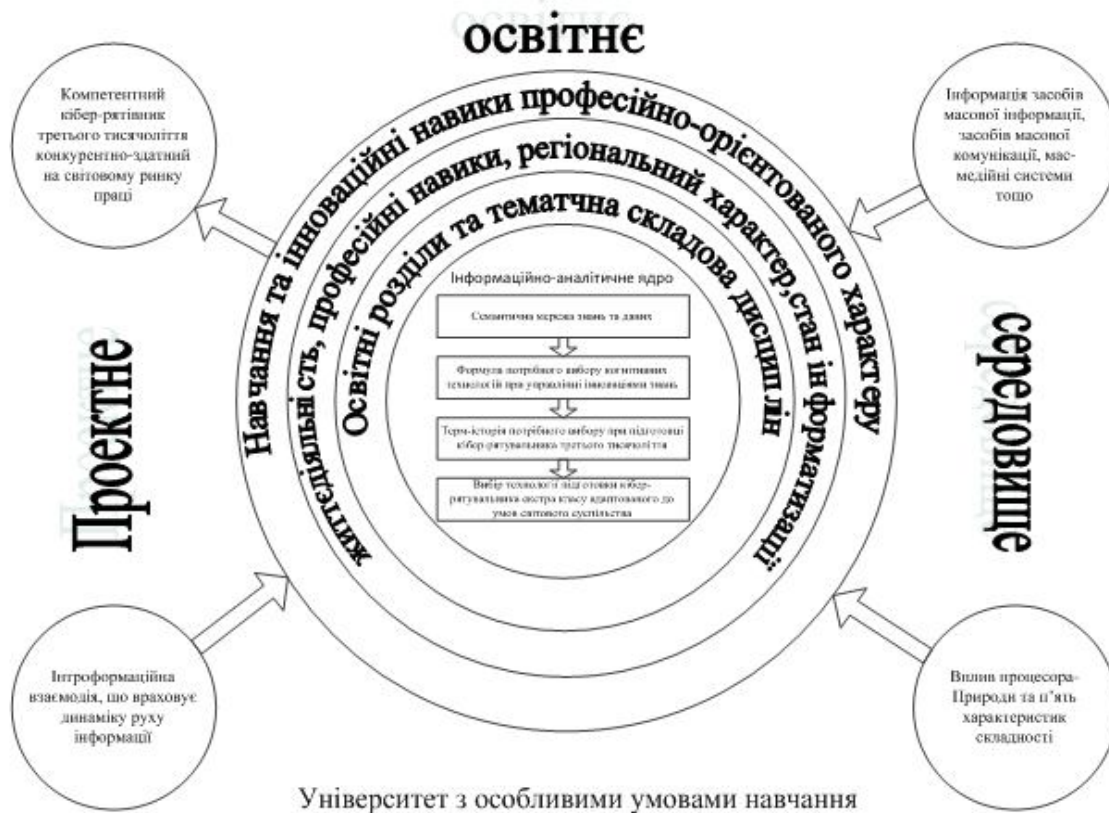 освітнє
Компетентний
кібер-рятівник
третього тисячоліття
конкурентно-здатний
на світовому ринку
праці
Інформація засобів
масової інформації,
засобів масової
комунікації, мас-
медійні системи
тощо
Навчання та інноваційні навики професійно-орієнтованого характеру
життєдіяльність, професійні навики, регіональний характер,стан інформатизації
Освітні розділи та тематчна складова дисциплін
Інформаційно-аналітичне ядро
Семантична мережа знань та даних
Формула потрібного вибору когнітивних
технологій при управлінні інноваціями знань
Терм-історія потрібного вибору при підготовці
кібер-рятувальника третього тисячоліття
Вибір технології підготовки кібер-
рятувальника екстра класу адаптованого до
умов світового суспільства
Проектне
середовище
Інтроформаційна
взаємодія, що враховує
динаміку руху
інформації
Вплив процесора-
Природи та п’ять
характеристик
складності
Університет з особливими умовами навчання